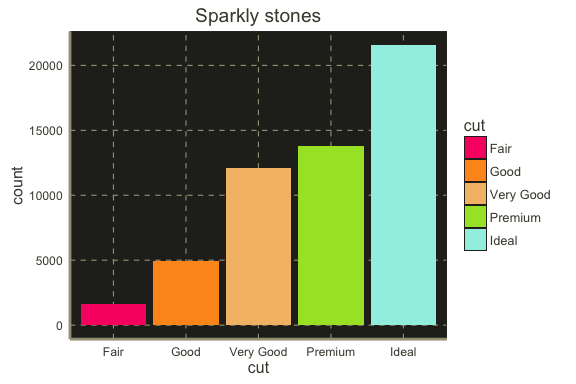 Sparkly stones
count
20000
15000
10000
5000
0
Fair
Good
Very Good
Premium
Ideal
cut
cut
Fair
Good
Very Good
Premium
Ideal